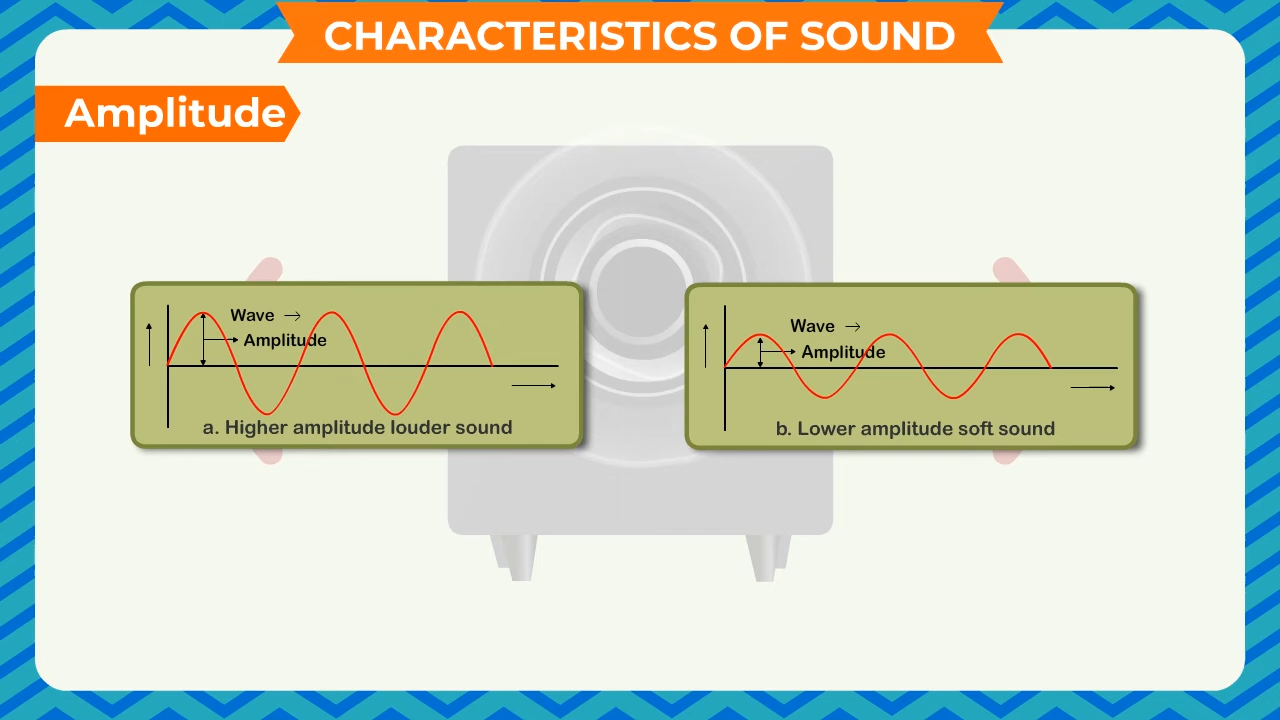 CHARACTERISTICS OF SOUND
Amplitude
Wave →
Amplitude
a. Higher amplitude louder sound
Wave →
Amplitude
b. Lower amplitude soft sound